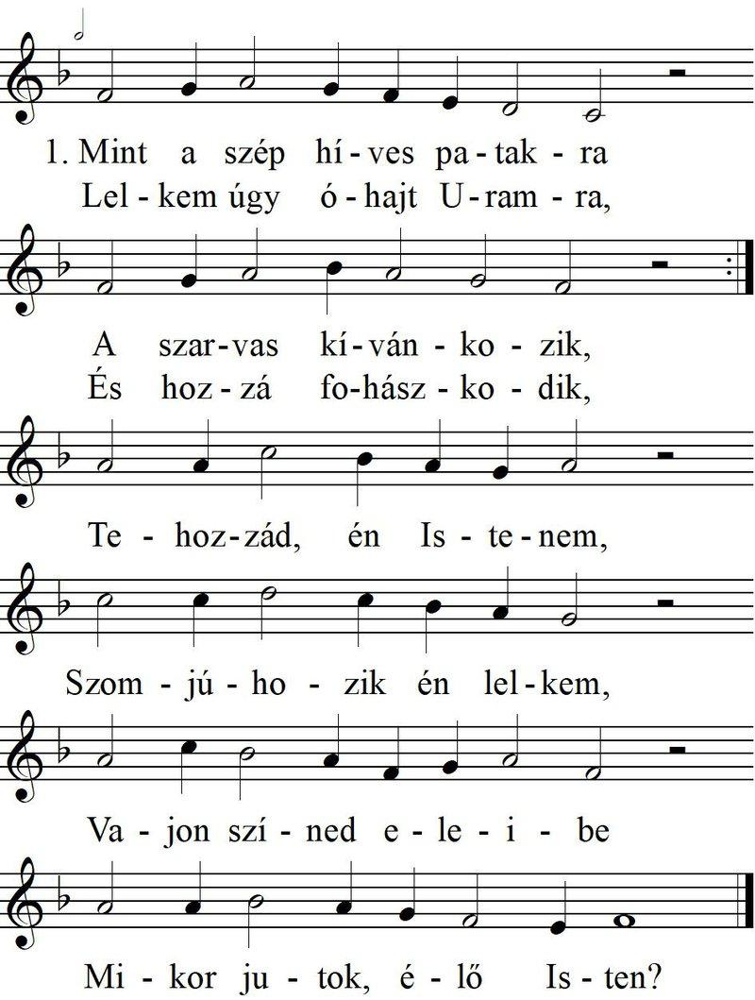 1. Mint a szép hí - ves pa - tak - ra
Lel - kem úgy ó - hajt U - ram - ra,
A szar - vas kí - ván - ko - zik,
És hoz - zá fo - hász - ko - dik,
Te - hoz - zád, én Is - te - nem,
Szom - jú - ho - zik én lel - kem,
Va - jon szí - ned e - le - i - be
Mi - kor ju - tok, é - lő Is - ten?